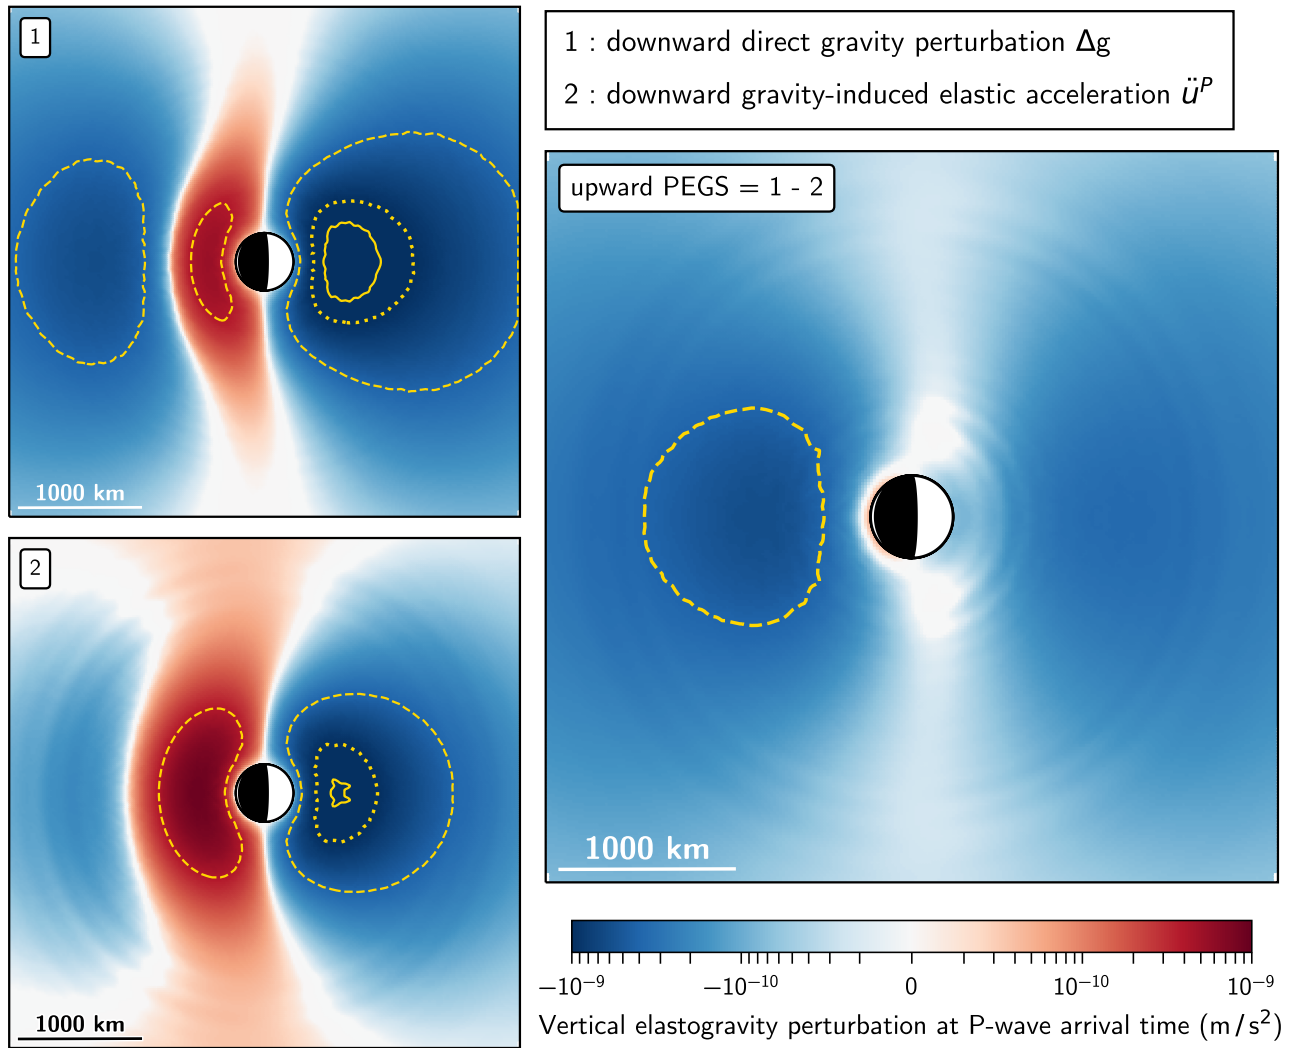 1
1000 km
2
1000 km
1 : downward direct gravity perturbation Δg
2 : downward gravity-induced elastic acceleration üᴾ
upward PEGS = 1 - 2
1000 km
−10⁻⁹ −10⁻¹⁰ 0 10⁻¹⁰ 10⁻⁹
Vertical elastogravity perturbation at P-wave arrival time (m/s²)